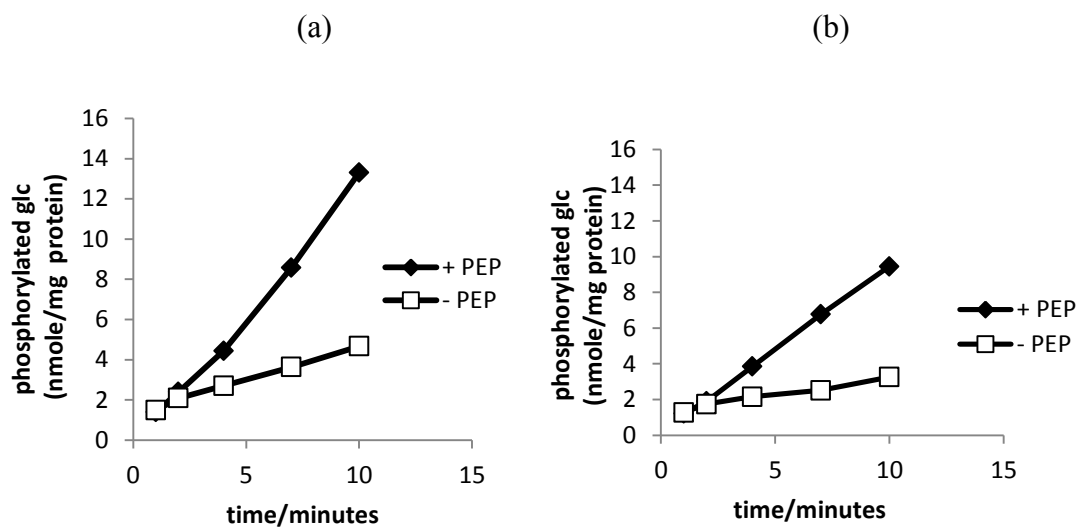 (a)
phosphorylated glc
(nmole/mg protein)
16
14
12
10
8
6
4
2
0
0
5
10
15
time/minutes
+ PEP
- PEP
(b)
phosphorylated glc
(nmole/mg protein)
16
14
12
10
8
6
4
2
0
0
5
10
15
time/minutes
+ PEP
- PEP